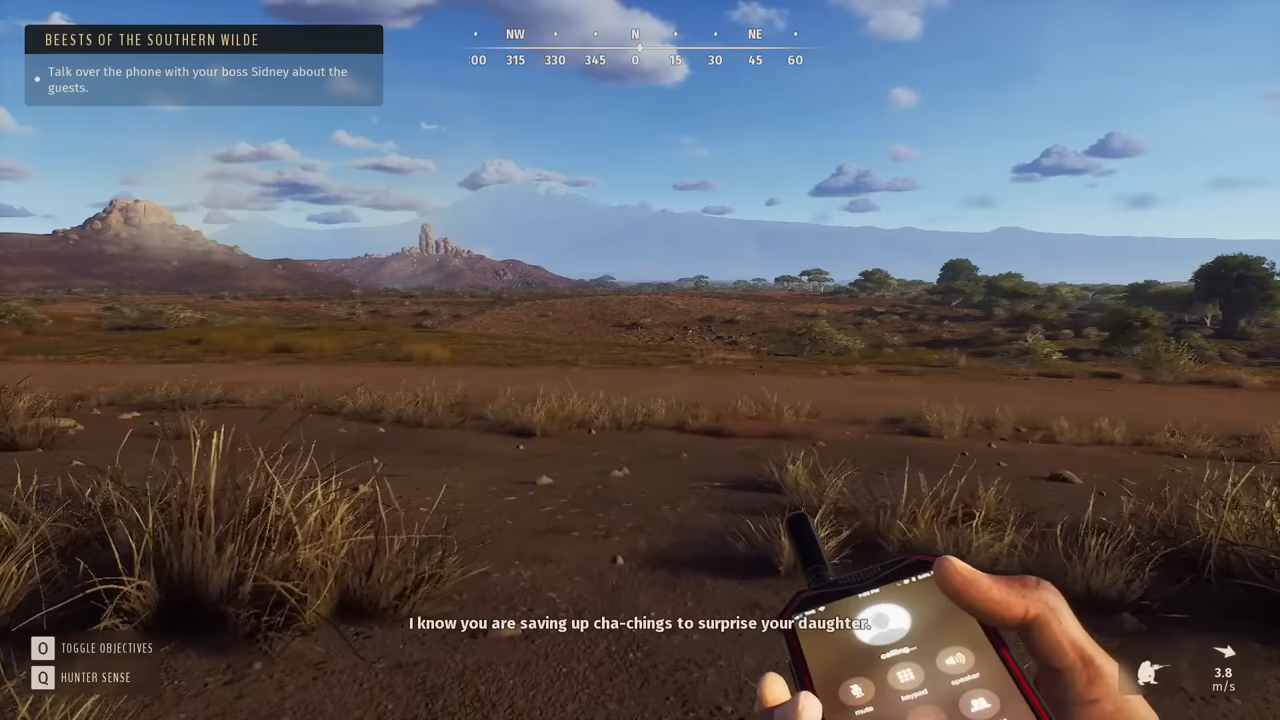 BEESTS OF THE SOUTHERN WILDE
Talk over the phone with your boss Sidney about the
guests.
NW N NE
300 315 330 345 0 15 30 45 60
I know you are saving up cha-chings to surprise your daughter.
calling...
mute keypad speaker
O TOGGLE OBJECTIVES
Q HUNTER SENSE
3.8
m/s